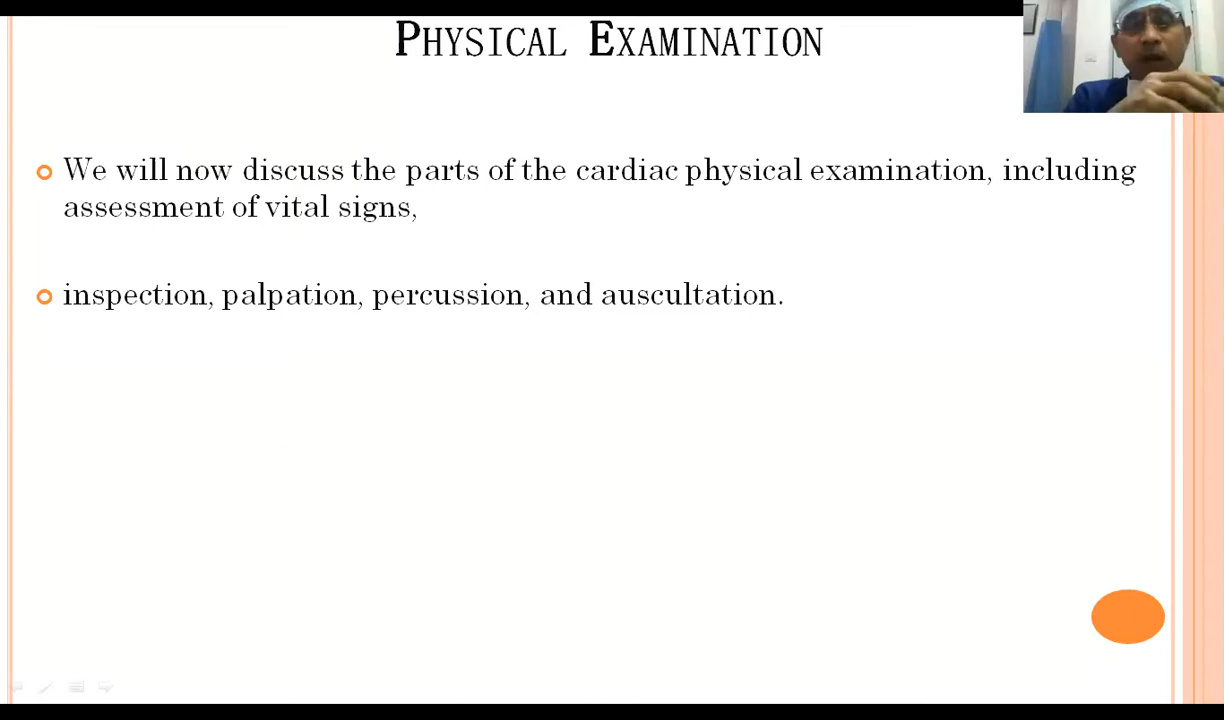 PHYSICAL EXAMINATION
We will now discuss the parts of the cardiac physical examination, including
assessment of vital signs,
inspection, palpation, percussion, and auscultation.